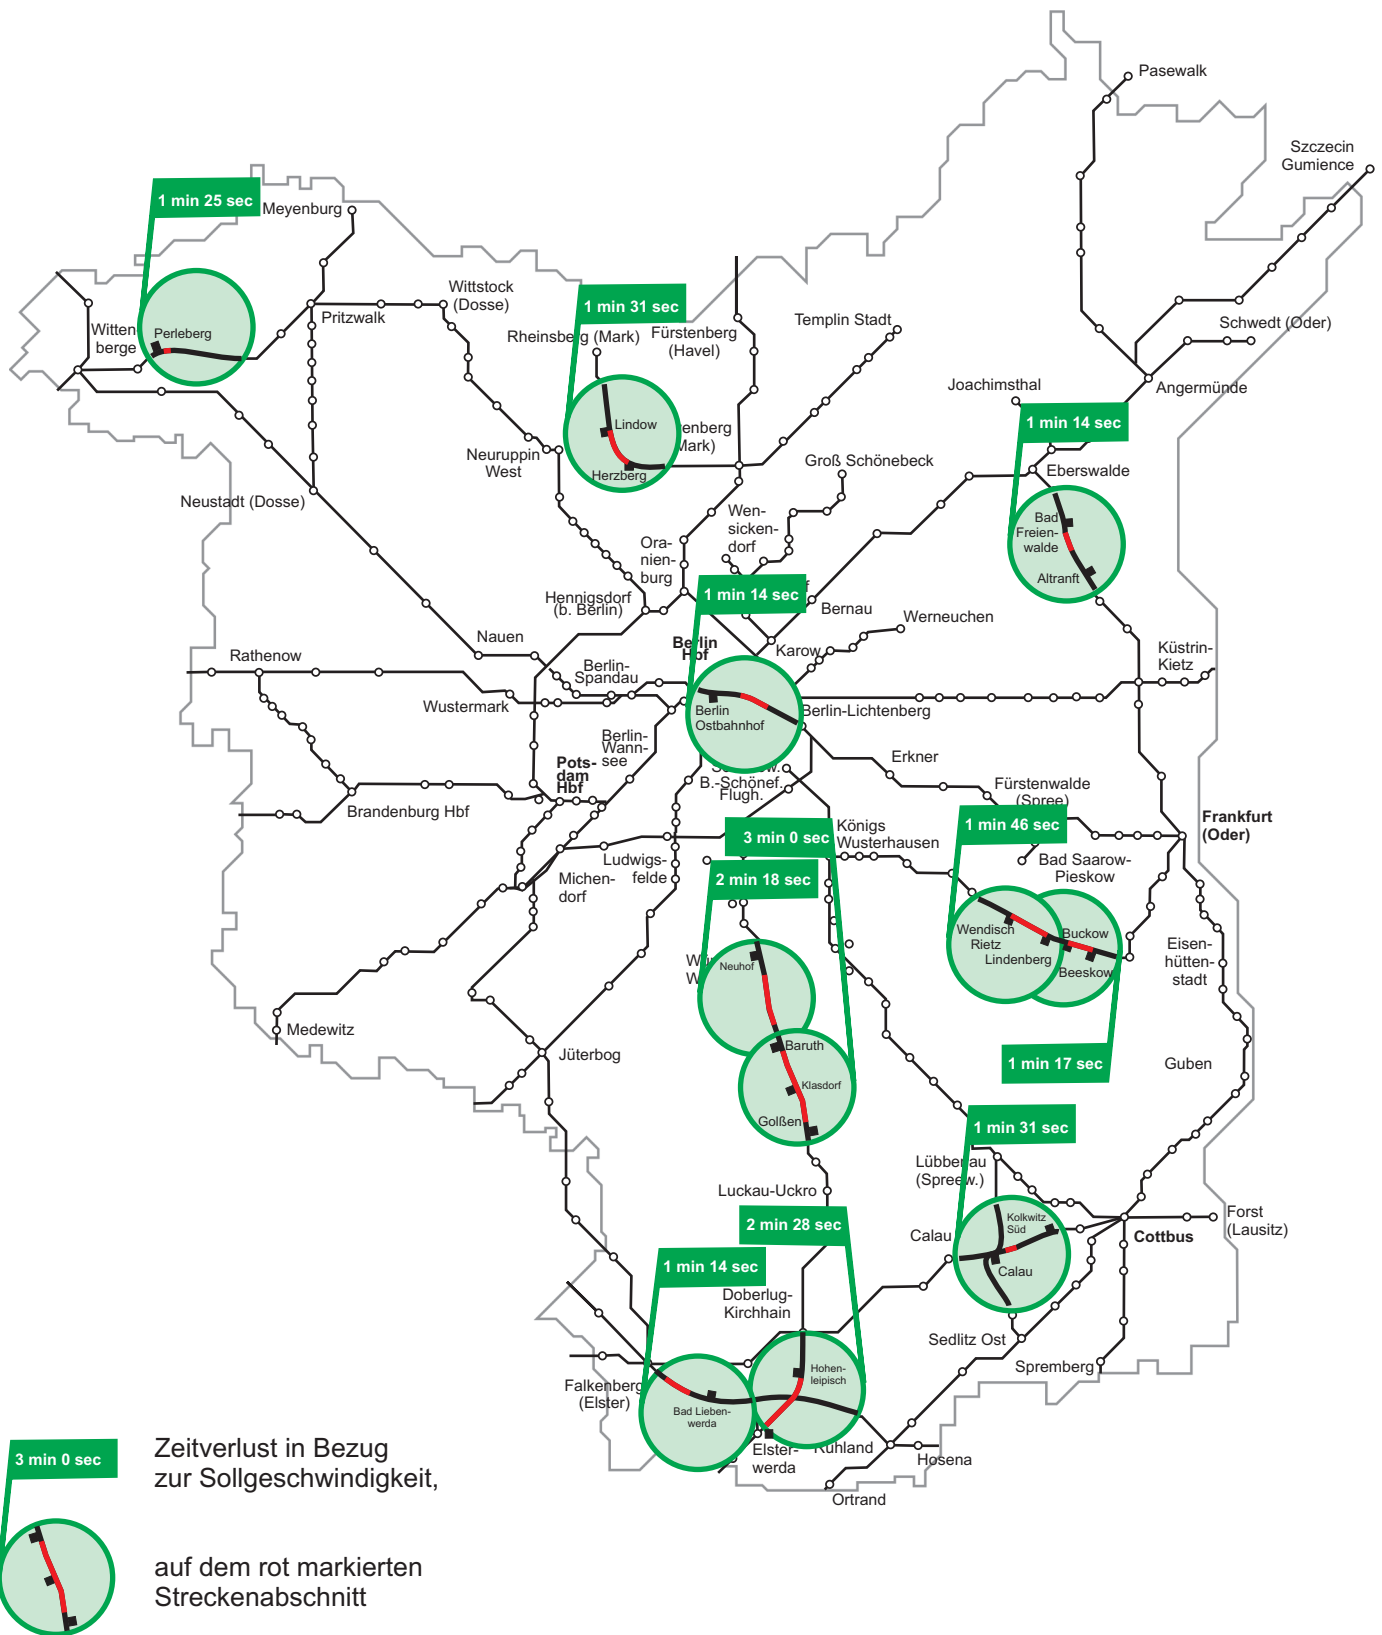 Pasewalk
Szczecin
Gumience
1 min 25 sec
Meyenburg
Wittstock
(Dosse)
Pritzwalk
1 min 31 sec
Rheinsberg (Mark)
Fürstenberg
(Havel)
Templin Stadt
Schwedt (Oder)
Witten
berge
Perleberg
Joachimsthal
Angermünde
1 min 14 sec
Lindow
Herzberg
Neuruppin
West
Groß Schönebeck
Eberswalde
Neustadt (Dosse)
Wen-
sicken-
dorf
Bad
Freien-
walde
Altranft
Ora-
nien-
burg
Hennigsdorf
(b. Berlin)
1 min 14 sec
Bernau
Werneuchen
Nauen
Berlin
Hbf
Karow
Küstrin-
Kietz
Rathenow
Berlin-
Spandau
Wustermark
Berlin
Ostbahnhof
Berlin-Lichtenberg
Berlin-
Wann-
see
Pots-
dam
Hbf
Erkner
B.-Schönef.
Flugh.
Fürstenwalde
(Spree)
Brandenburg Hbf
1 min 46 sec
Frankfurt
(Oder)
3 min 0 sec
Königs
Wusterhausen
Ludwigs-
felde
Michen-
dorf
2 min 18 sec
Bad Saarow-
Pieskow
Wendisch
Rietz
Lindenberg
Buckow
Beeskow
Eisen-
hütten-
stadt
Neuhof
Medewitz
Jüterbog
Baruth
Klasdorf
Golßen
1 min 17 sec
Guben
1 min 31 sec
Lübbenau
(Spreew.)
Luckau-Uckro
Kolkwitz
Süd
Calau
Calau
Forst
(Lausitz)
Cottbus
2 min 28 sec
1 min 14 sec
Doberlug-
Kirchhain
Sedlitz Ost
Spremberg
Falkenberg
(Elster)
Hohen-
leipisch
Bad Lieben-
werda
Elster-
werda
Ruhland
Hosena
Ortrand
3 min 0 sec
Zeitverlust in Bezug
zur Sollgeschwindigkeit,
auf dem rot markierten
Streckenabschnitt